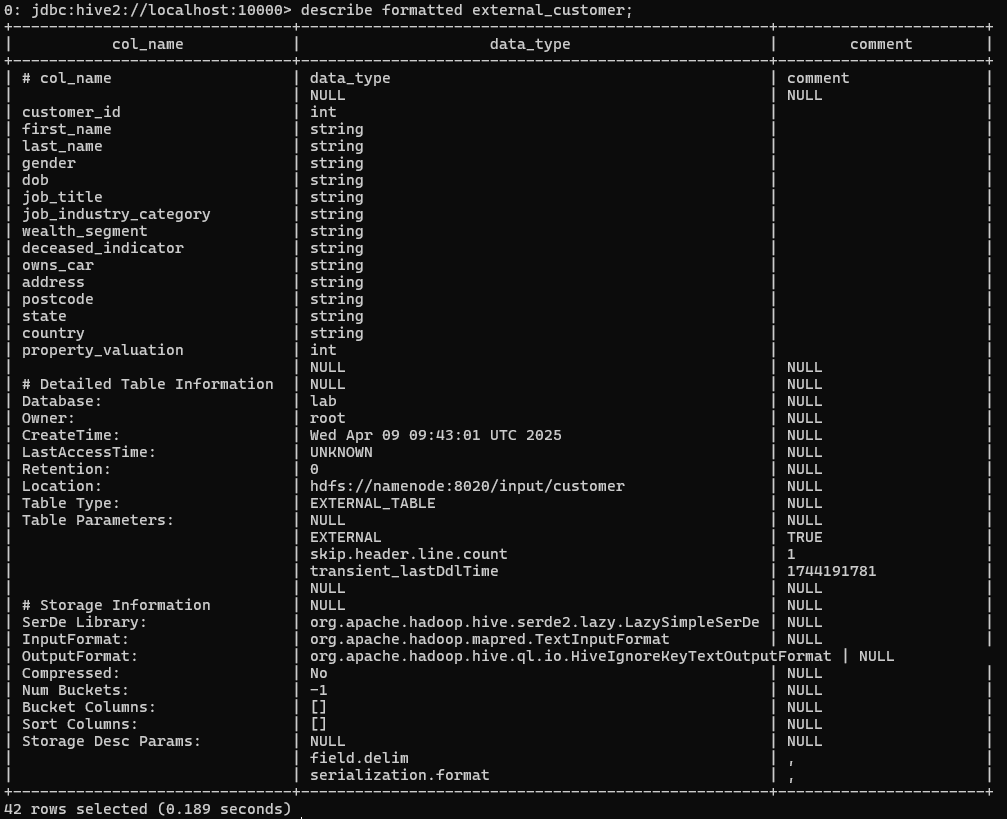 0: jdbc:hive2://localhost:10000> describe formatted external_customer;
+-------------------------------+-----------------------------------------------------+-----------------------+
| col_name | data_type | comment |
+-------------------------------+-----------------------------------------------------+-----------------------+
| # col_name | data_type | comment |
| | NULL | NULL |
| customer_id | int | |
| first_name | string | |
| last_name | string | |
| gender | string | |
| dob | string | |
| job_title | string | |
| job_industry_category | string | |
| wealth_segment | string | |
| deceased_indicator | string | |
| owns_car | string | |
| address | string | |
| postcode | string | |
| state | string | |
| country | string | |
| property_valuation | int | |
| | NULL | NULL |
| # Detailed Table Information | NULL | NULL |
| Database: | lab | NULL |
| Owner: | root | NULL |
| CreateTime: | Wed Apr 09 09:43:01 UTC 2025 | NULL |
| LastAccessTime: | UNKNOWN | NULL |
| Retention: | 0 | NULL |
| Location: | hdfs://namenode:8020/input/customer | NULL |
| Table Type: | EXTERNAL_TABLE | NULL |
| Table Parameters: | NULL | NULL |
| | EXTERNAL | TRUE |
| | skip.header.line.count | 1 |
| | transient_lastDdlTime | 1744191781 |
| | NULL | NULL |
| # Storage Information | NULL | NULL |
| SerDe Library: | org.apache.hadoop.hive.serde2.lazy.LazySimpleSerDe | NULL |
| InputFormat: | org.apache.hadoop.mapred.TextInputFormat | NULL |
| OutputFormat: | org.apache.hadoop.hive.ql.io.HiveIgnoreKeyTextOutputFormat | NULL
| Compressed: | No | NULL |
| Num Buckets: | -1 | NULL |
| Bucket Columns: | [] | NULL |
| Sort Columns: | [] | NULL |
| Storage Desc Params: | NULL | NULL |
| | field.delim | , |
| | serialization.format | , |
+-------------------------------+-----------------------------------------------------+-----------------------+
42 rows selected (0.189 seconds)